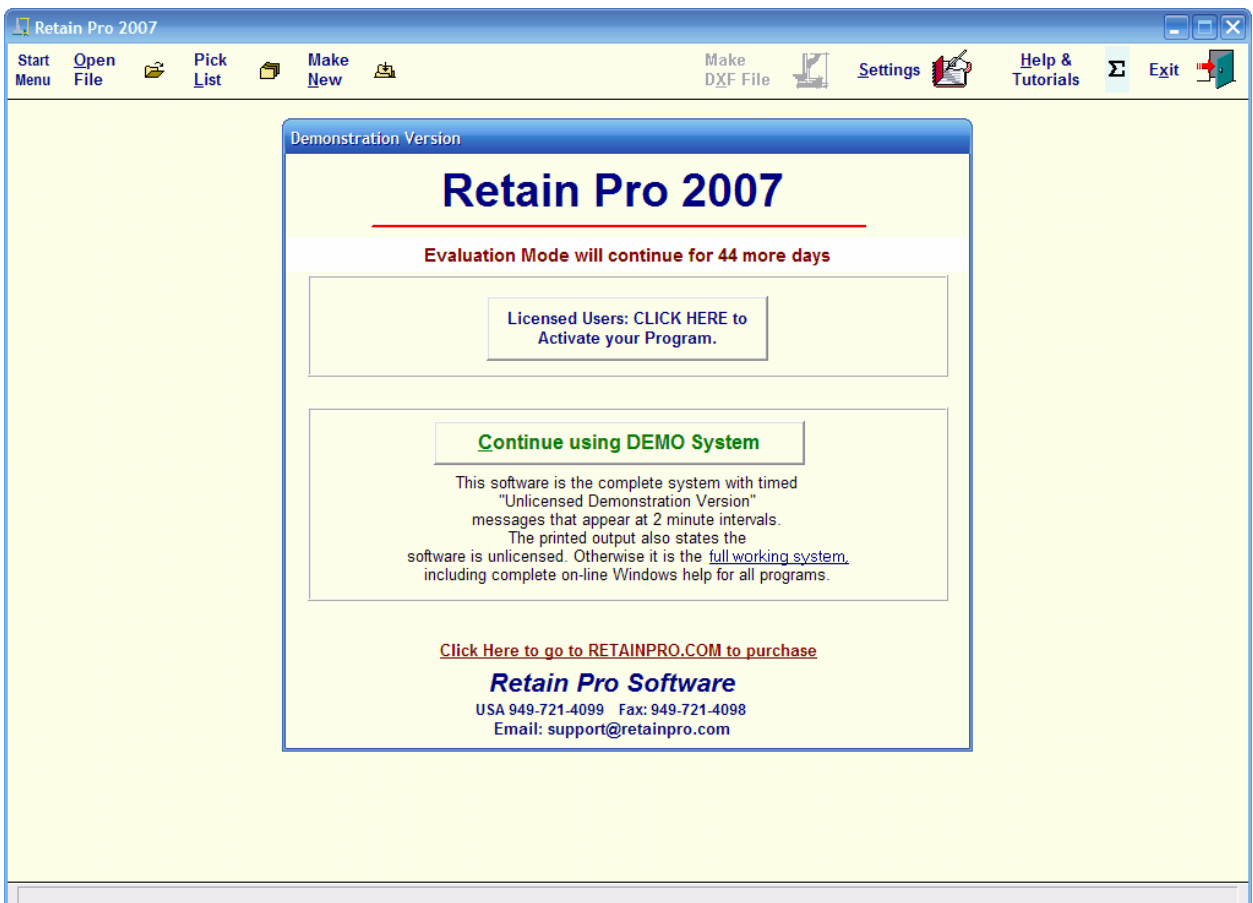 Retain Pro 2007
Start Menu
Open File
Pick List
Make New
Make DXF File
Settings
Help & Tutorials
Σ
Exit
Demonstration Version
Retain Pro 2007
Evaluation Mode will continue for 44 more days
Licensed Users: CLICK HERE to
Activate your Program.
Continue using DEMO System
This software is the complete system with timed
"Unlicensed Demonstration Version"
messages that appear at 2 minute intervals.
The printed output also states the
software is unlicensed. Otherwise it is the full working system,
including complete on-line Windows help for all programs.
Click Here to go to RETAINPRO.COM to purchase
Retain Pro Software
USA 949-721-4099 Fax: 949-721-4098
Email: support@retainpro.com